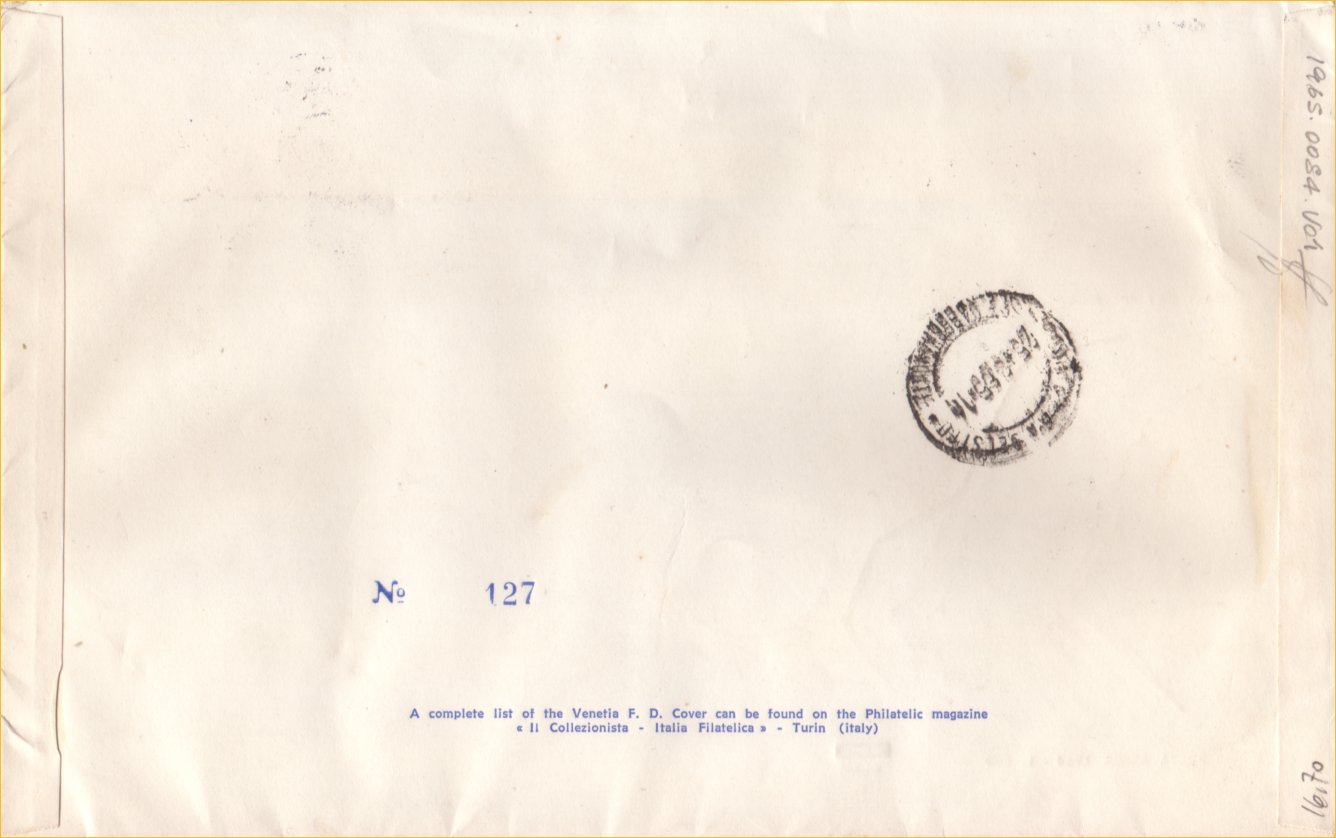 Nº 127
A complete list of the Venetia F. D. Cover can be found on the Philatelic magazine
« Il Collezionista - Italia Filatelica » - Turin (italy)
1965.0084.V01
16170